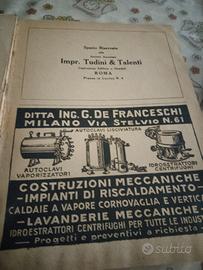 Spazio Riservato
alla
Impr. Tudini & Talenti
ROMA
DITTA ING. G. DE FRANCESCHI
MILANO VIA STELVIO N.61
AUTOCLAVI LISCIVIATURA
AUTOCLAVI
VAPORIZZATORI
IDROESTRATTORI
CENTRIFUGHI
COSTRUZIONI MECCANICHE
-IMPIANTI DI RISCALDAMENTO-
CALDAIE A VAPORE CORNOVAGLIA E VERTIC
-LAVANDERIE MECCANICHE-
IDROESTRATTORI CENTRIFUGHI PER TUTTE LE INDUS
Progetti e preventivi a richiesta
subito